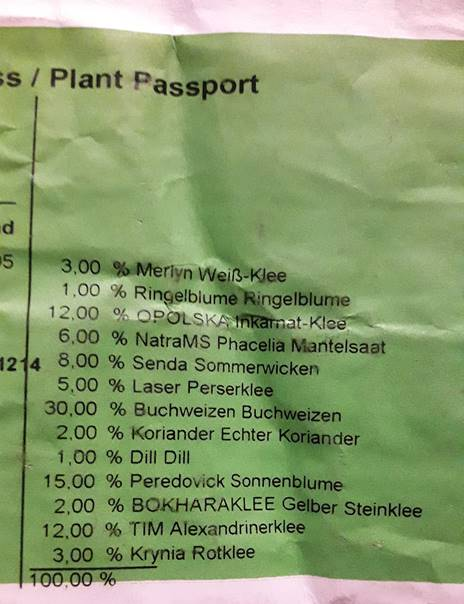 ss / Plant Passport
d
05
3,00 % Merlyn Weiß-Klee
1,00 % Ringelblume Ringelblume
12,00 % OPOLSKA Inkarnat-Klee
6,00 % NatraMS Phacelia Mantelsaat
1214 8,00 % Senda Sommerwicken
5,00 % Laser Perserklee
30,00 % Buchweizen Buchweizen
2,00 % Koriander Echter Koriander
1,00 % Dill Dill
15,00 % Peredovick Sonnenblume
2,00 % BOKHARAKLEE Gelber Steinklee
12,00 % TIM Alexandrinerklee
3,00 % Krynia Rotklee
100,00 %